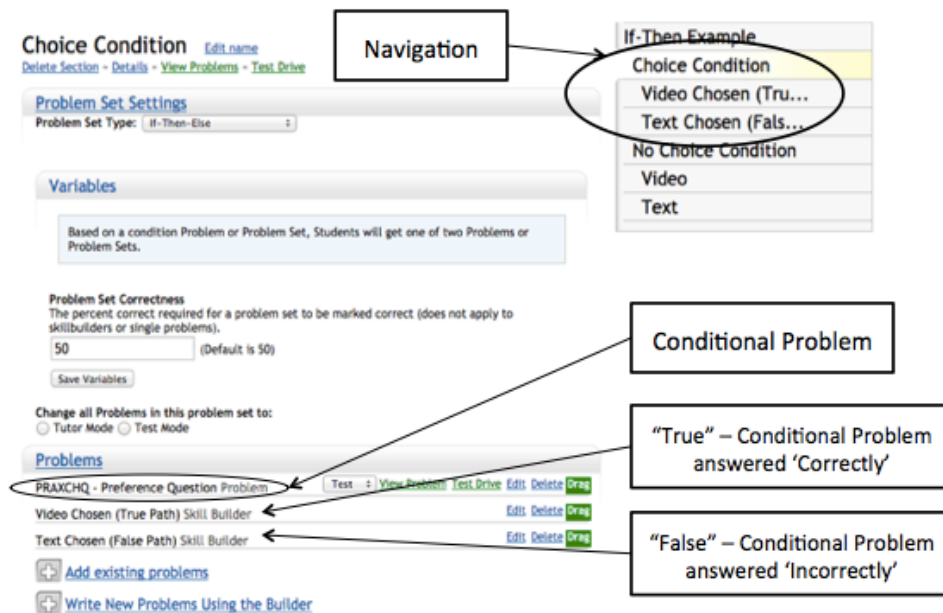 Choice Condition Edit name
Delete Section - Details - View Problems - Test Drive
Problem Set Settings
Problem Set Type: If-Then-Else
Variables
Based on a condition Problem or Problem Set, Students will get one of two Problems or
Problem Sets.
Problem Set Correctness
The percent correct required for a problem set to be marked correct (does not apply to
skillbuilders or single problems).
50 (Default is 50)
Save Variables
Change all Problems in this problem set to:
Tutor Mode Test Mode
Problems
PRAXCHQ - Preference Question Problem Test View Problem Test Drive Edit Delete Drag
Video Chosen (True Path) Skill Builder Edit Delete Drag
Text Chosen (False Path) Skill Builder Edit Delete Drag
Add existing problems
Write New Problems Using the Builder
Navigation
If-Then Example
Choice Condition
Video Chosen (Tru...
Text Chosen (Fals...
No Choice Condition
Video
Text
Conditional Problem
“True” – Conditional Problem
answered ‘Correctly’
“False” – Conditional Problem
answered ‘Incorrectly’